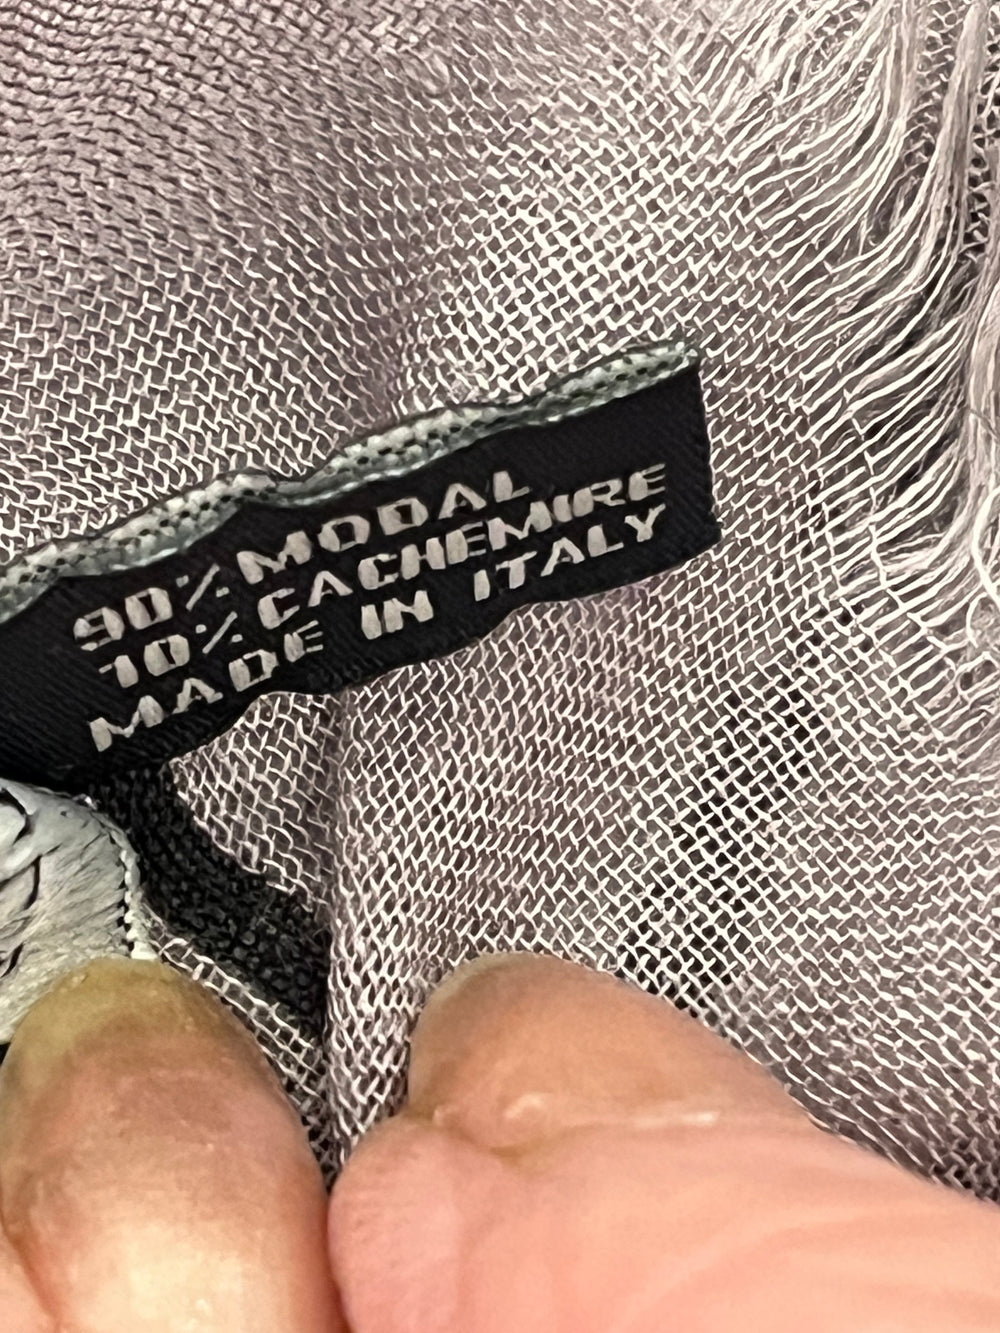 90% MODAL
10% CACHEMIRE
MADE IN ITALY